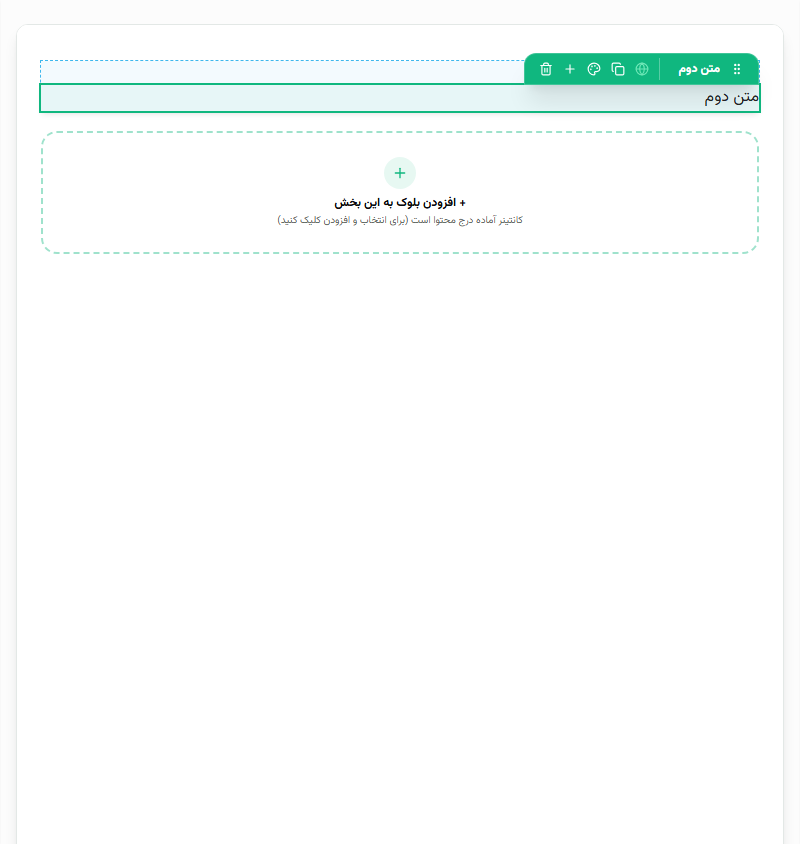 متن دوم
متن دوم
+ افزودن بلوک به این بخش
کانتینر آماده درج محتوا است (برای انتخاب و افزودن کلیک کنید)